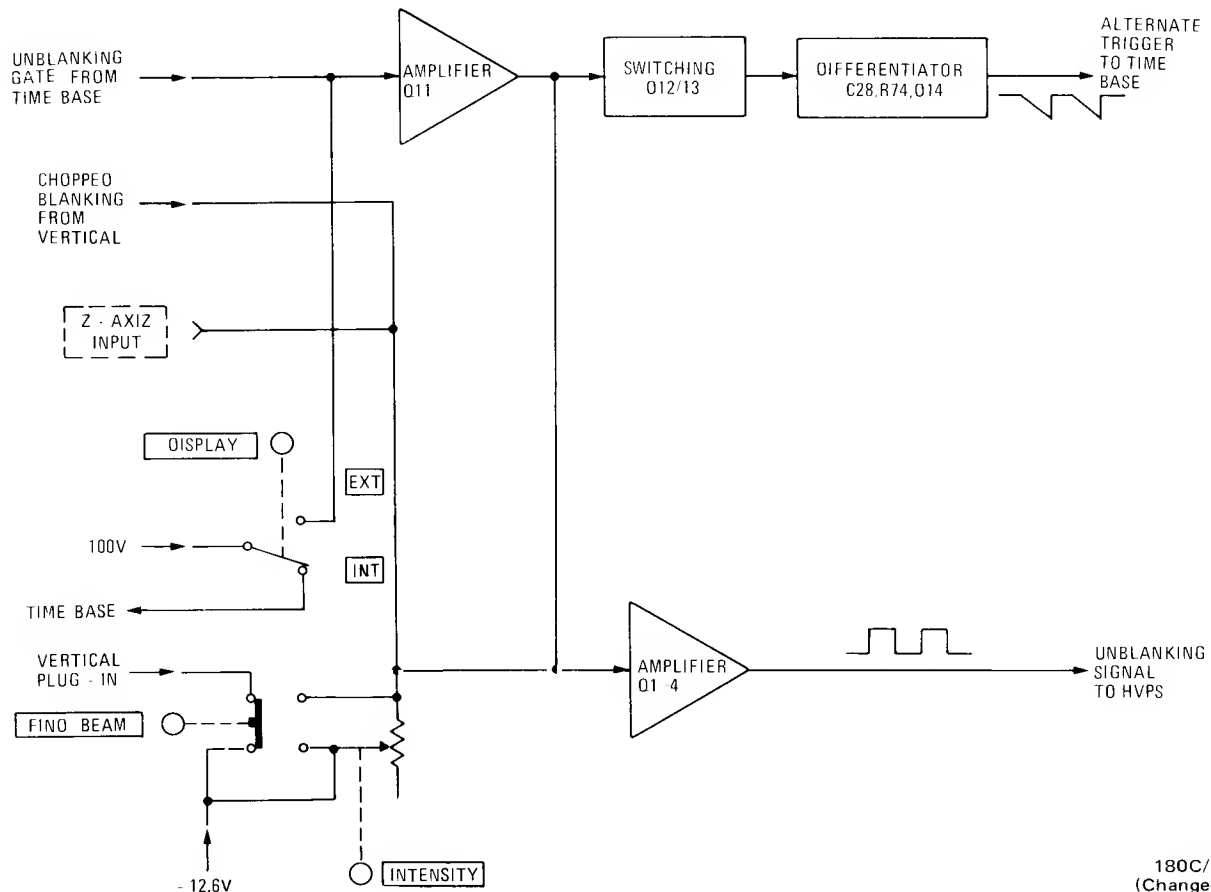 UNBLANKING
GATE FROM
TIME BASE
AMPLIFIER
Q11
SWITCHING
Q12/13
OIFFERENTIATOR
C28,R74,Q14
ALTERNATE
TRIGGER
TO TIME
BASE
CHOPPED
BLANKING
FROM
VERTICAL
Z - AXIZ
INPUT
OISPLAY
EXT
100V
INT
TIME BASE
VERTICAL
PLUG - IN
AMPLIFIER
Q1-4
UNBLANKING
SIGNAL
TO HVPS
FINO BEAM
INTENSITY
- 12.6V
180C/
(Change